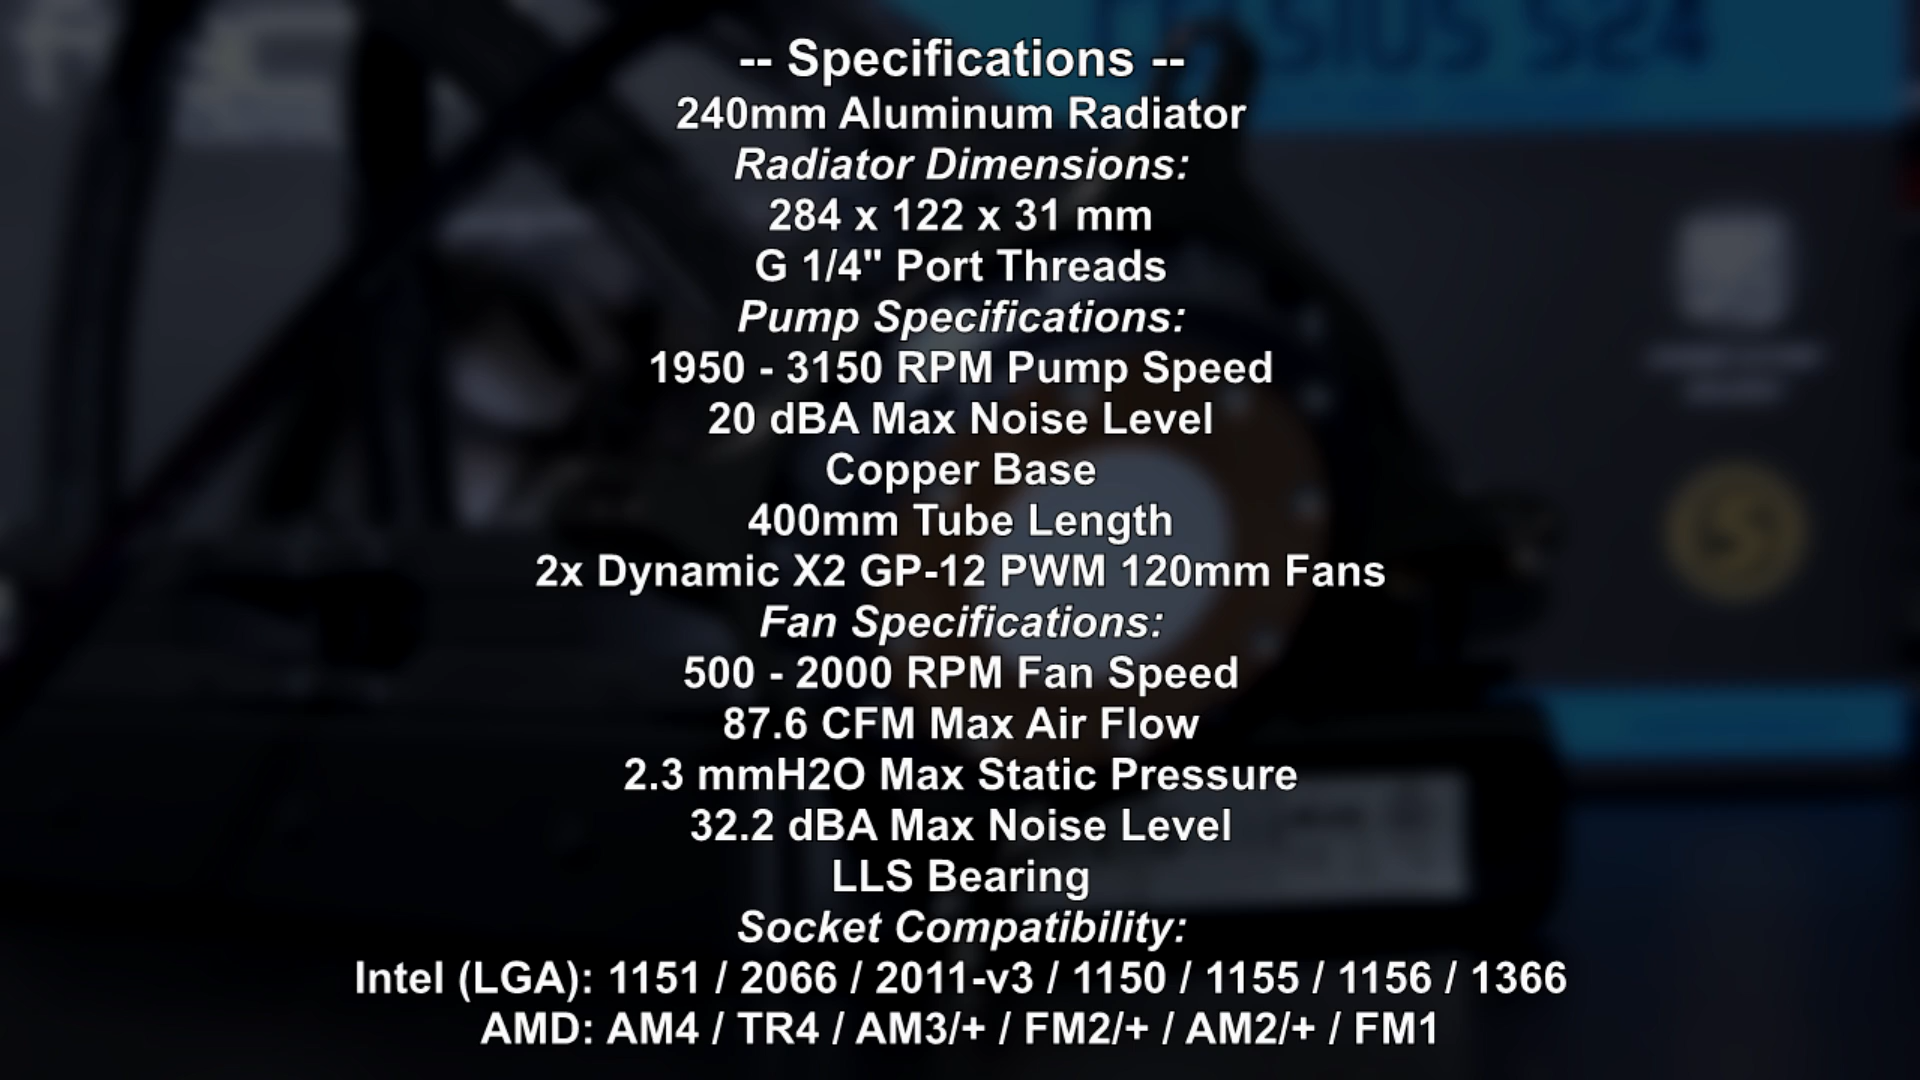 CELSIUS S24
-- Specifications --
240mm Aluminum Radiator
Radiator Dimensions:
284 x 122 x 31 mm
G 1/4" Port Threads
Pump Specifications:
1950 - 3150 RPM Pump Speed
20 dBA Max Noise Level
Copper Base
400mm Tube Length
2x Dynamic X2 GP-12 PWM 120mm Fans
Fan Specifications:
500 - 2000 RPM Fan Speed
87.6 CFM Max Air Flow
2.3 mmH2O Max Static Pressure
32.2 dBA Max Noise Level
LLS Bearing
Socket Compatibility:
Intel (LGA): 1151 / 2066 / 2011-v3 / 1150 / 1155 / 1156 / 1366
AMD: AM4 / TR4 / AM3/+ / FM2/+ / AM2/+ / FM1